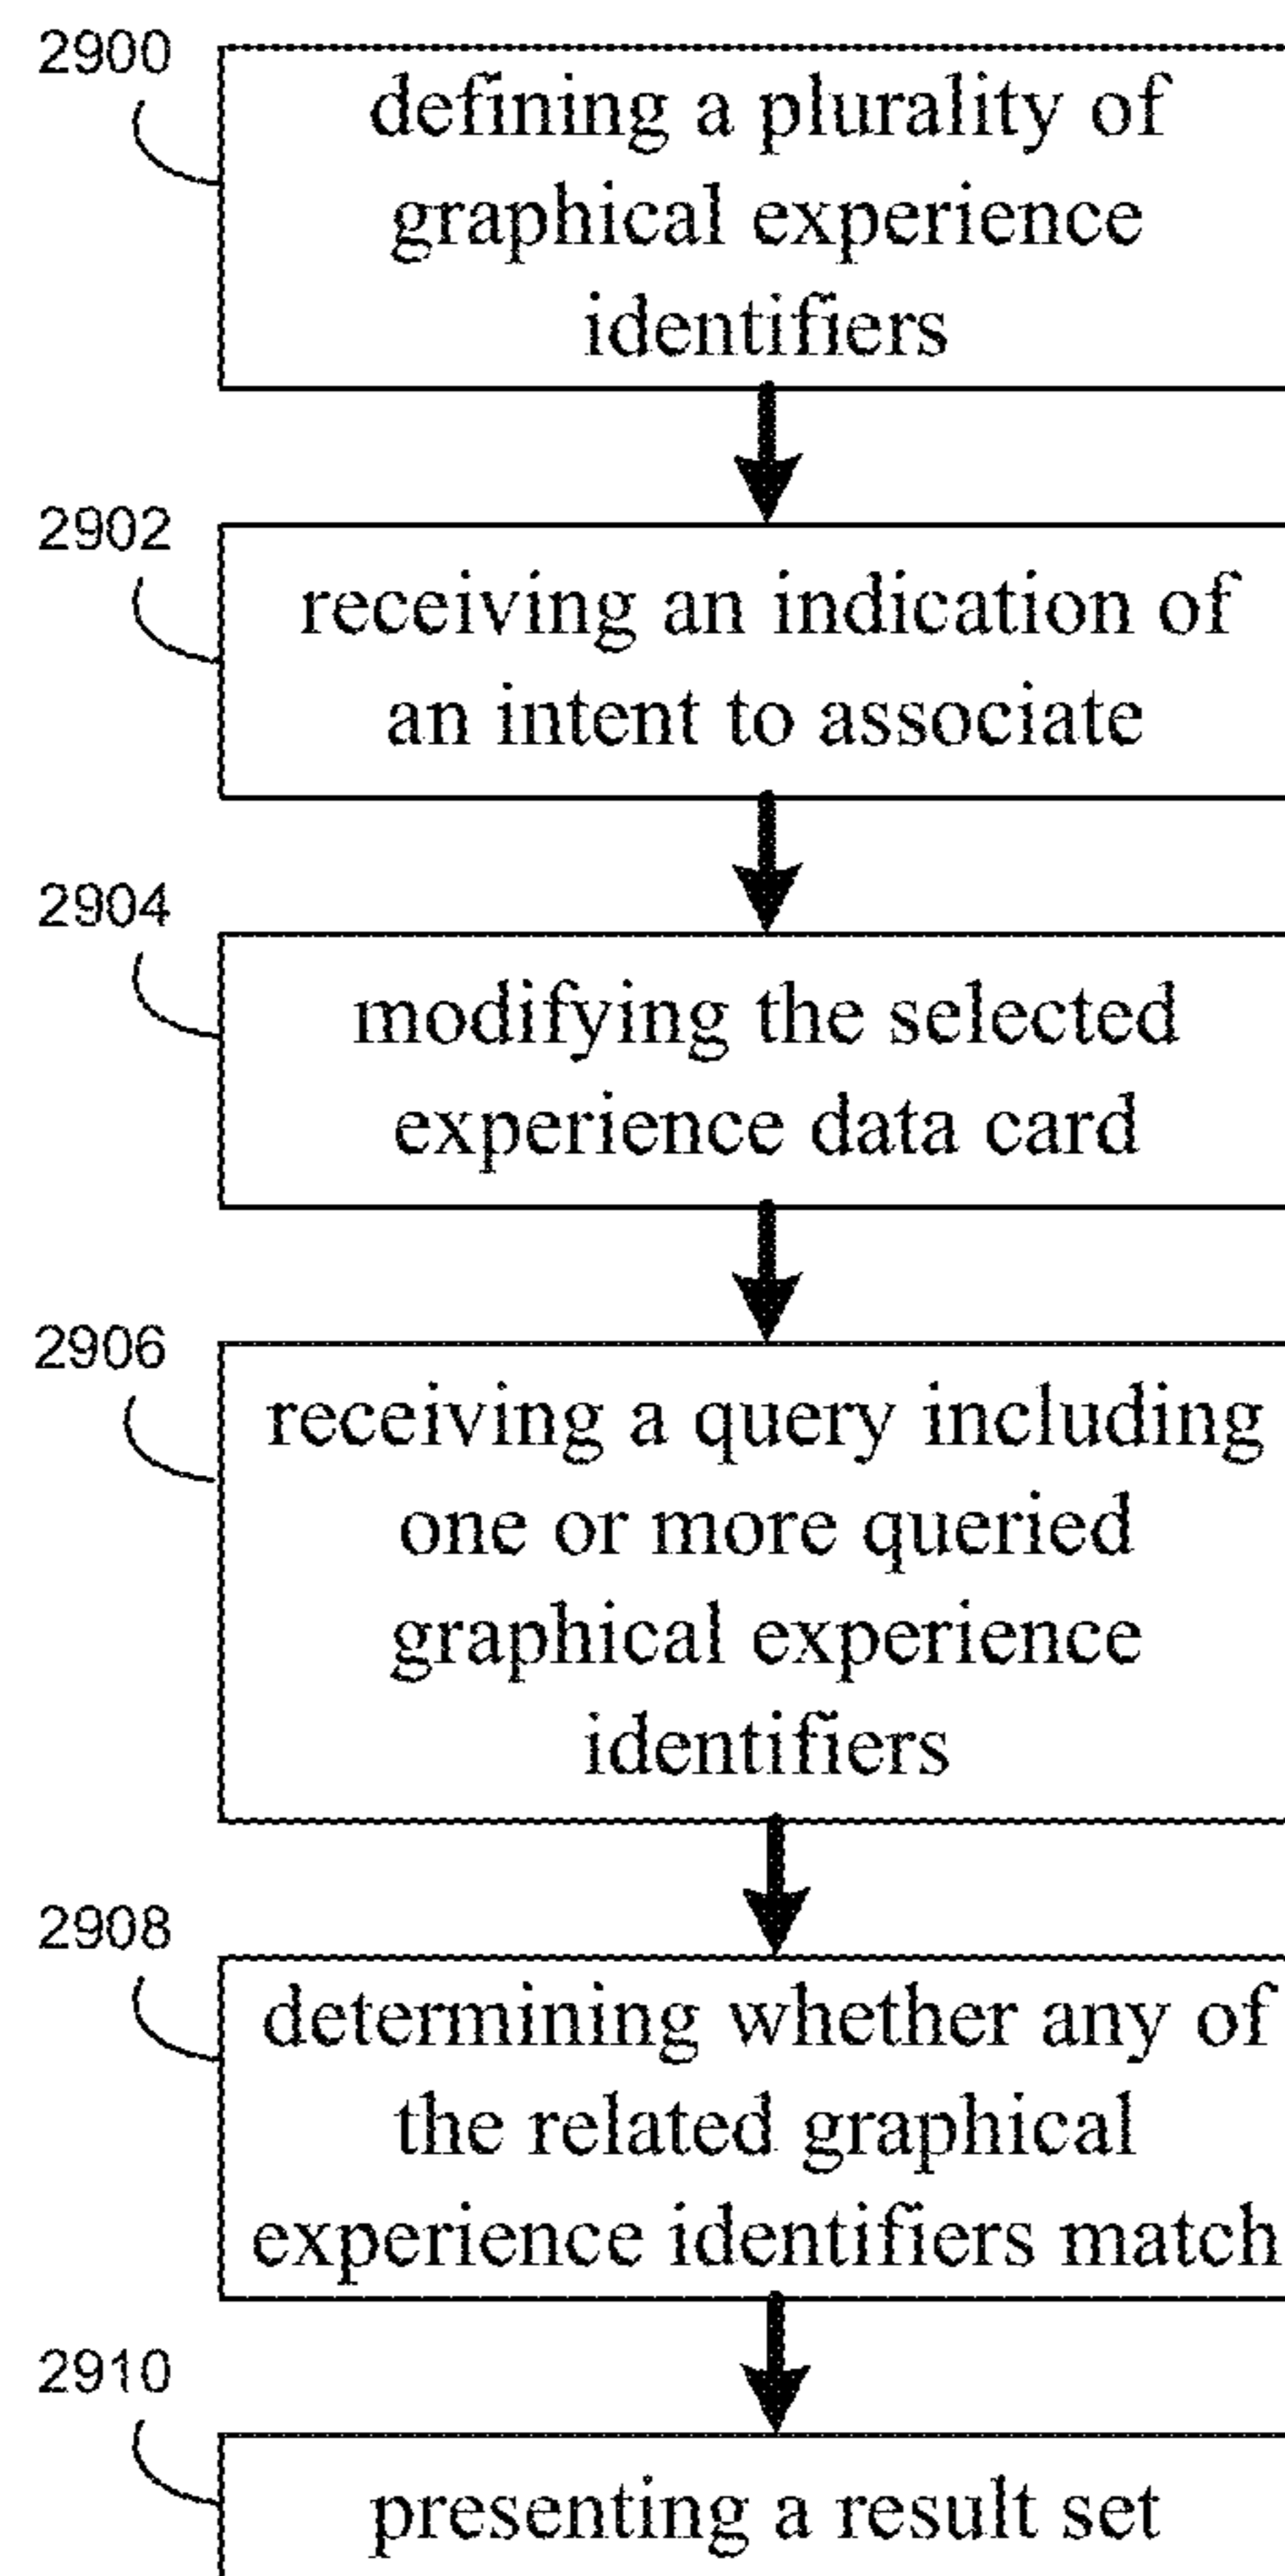 2900
defining a plurality of
graphical experience
identifiers
2902
receiving an indication of
an intent to associate
2904
modifying the selected
experience data card
2906
receiving a query including
one or more queried
graphical experience
identifiers
2908
determining whether any of
the related graphical
experience identifiers match
2910
presenting a result set